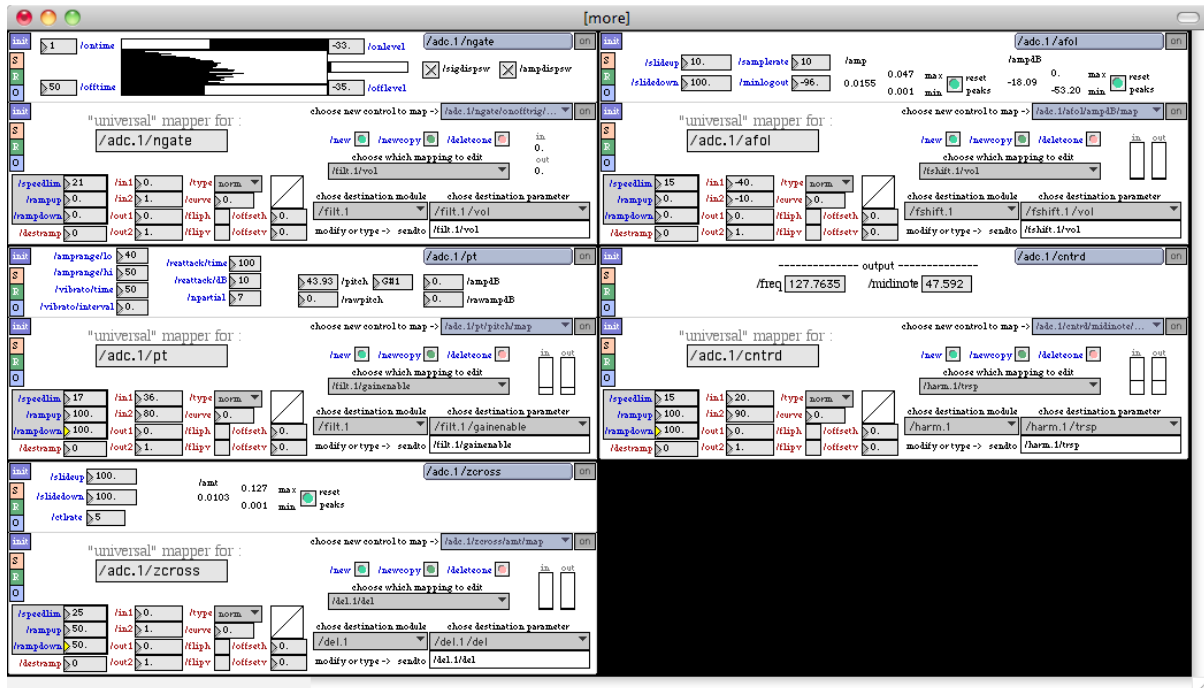 [more]
init 1 /ontime -33. /onlevel /adc.1/ngate on
S
R /sigdispsw /ampdispsw
O 50 /offtime -35. /offlevel
init choose new control to map -> /adc.1/ngate/onofftrig/... on
S "universal" mapper for :
R /adc.1/ngate /new /newcopy /deleteone in
0.
O choose which mapping to edit out
/filt.1/vol 0.
/speedlim 21 /in1 0. /type norm
/rampup 0. /in2 1. /curve 0. chose destination module chose destination parameter
/rampdown 0. /out1 0. /fliph /offseth 0. /filt.1 /filt.1/vol
/destramp 0 /out2 1. /flipv /offsetv 0. modify or type -> sendto /filt.1/vol
init /adc.1/afol on
S /slideup 10. /samplerate 10 /amp /ampdB
R /slidedown 100. /minlogout -96. 0.0155 0.047 max reset -18.09 0. max reset
O 0.001 min peaks -53.20 min peaks
init choose new control to map -> /adc.1/afol/ampdB/map on
S "universal" mapper for :
R /adc.1/afol /new /newcopy /deleteone in out
O choose which mapping to edit
/fshift.1/vol
/speedlim 15 /in1 -40. /type norm
/rampup 0. /in2 -10. /curve 0. chose destination module chose destination parameter
/rampdown 0. /out1 0. /fliph /offseth 0. /fshift.1 /fshift.1/vol
/destramp 0 /out2 1. /flipv /offsetv 0. modify or type -> sendto /fshift.1/vol
init /amprange/lo 40 /reattack/time 100 /adc.1/pt on
S /amprange/hi 50 /reattack/dB 10 43.93 /pitch G#1 0. /ampdB
R /vibrato/time 50 /npartial 7 0. /rawpitch 0. /rawampdB
O /vibrato/interval 0.
init choose new control to map -> /adc.1/pt/pitch/map on
S "universal" mapper for :
R /adc.1/pt /new /newcopy /deleteone in out
O choose which mapping to edit
/filt.1/gainenable
/speedlim 17 /in1 36. /type norm
/rampup 100. /in2 80. /curve 0. chose destination module chose destination parameter
/rampdown 100. /out1 0. /fliph /offseth 0. /filt.1 /filt.1/gainenable
/destramp 0 /out2 1. /flipv /offsetv 0. modify or type -> sendto /filt.1/gainenable
init --------------- output --------------- /adc.1/cntrd on
S
R /freq 127.7635 /midinote 47.592
O
init choose new control to map -> /adc.1/cntrd/midinote/... on
S "universal" mapper for :
R /adc.1/cntrd /new /newcopy /deleteone in out
O choose which mapping to edit
/harm.1/trsp
/speedlim 15 /in1 20. /type norm
/rampup 100. /in2 90. /curve 0. chose destination module chose destination parameter
/rampdown 100. /out1 0. /fliph /offseth 0. /harm.1 /harm.1/trsp
/destramp 0 /out2 1. /flipv /offsetv 0. modify or type -> sendto /harm.1/trsp
init /slideup 100. /adc.1/zcross on
S /slidedown 100. /amt 0.127 max reset
R 0.0103 0.001 min peaks
O /ctlrate 5
init choose new control to map -> /adc.1/zcross/amt/map on
S "universal" mapper for :
R /adc.1/zcross /new /newcopy /deleteone in out
O choose which mapping to edit
/del.1/del
/speedlim 25 /in1 0. /type norm
/rampup 50. /in2 1. /curve 0. chose destination module chose destination parameter
/rampdown 50. /out1 0. /fliph /offseth 0. /del.1 /del.1/del
/destramp 0 /out2 1. /flipv /offsetv 0. modify or type -> sendto /del.1/del